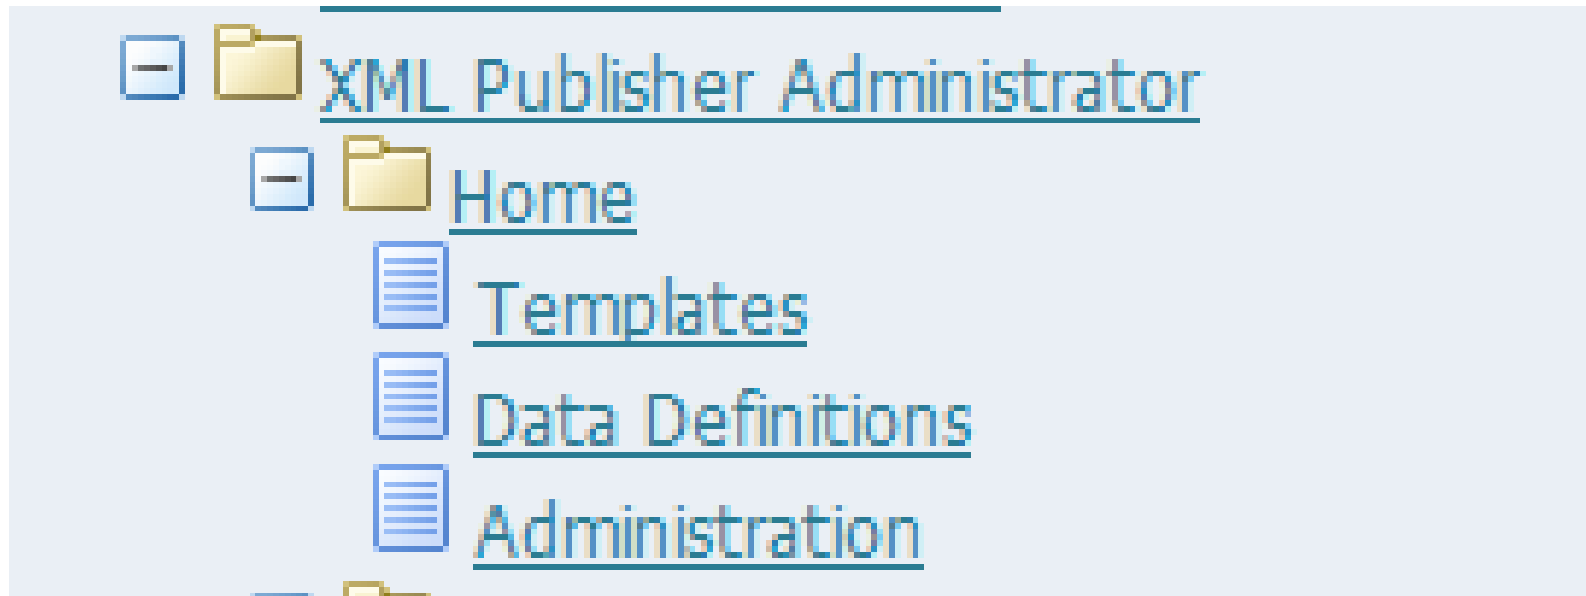 XML Publisher Administrator
Home
Templates
Data Definitions
Administration